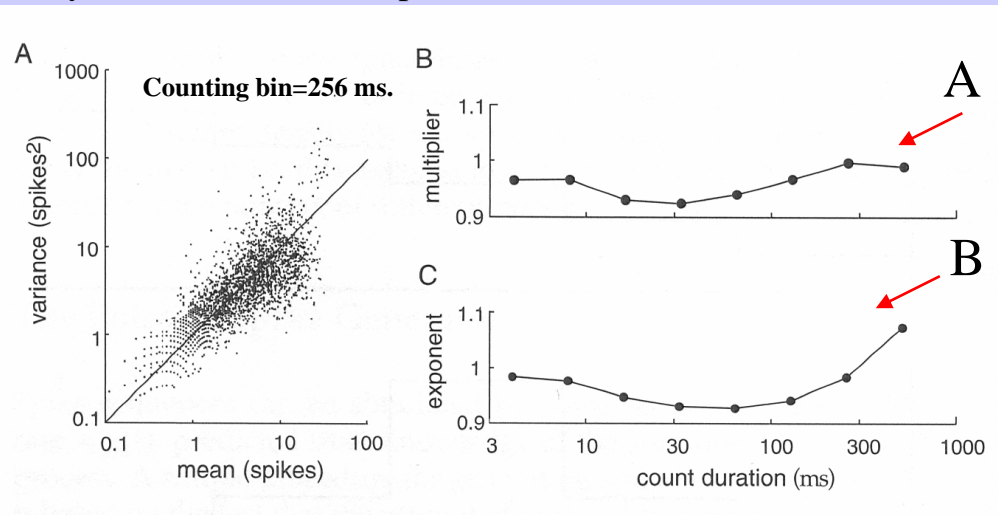 A
Counting bin=256 ms.
1000
100
10
1
0.1
variance (spikes²)
0.1
1
10
100
mean (spikes)
B
A
1.1
1
0.9
multiplier
C
B
1.1
1
0.9
exponent
3
10
30
100
300
1000
count duration (ms)